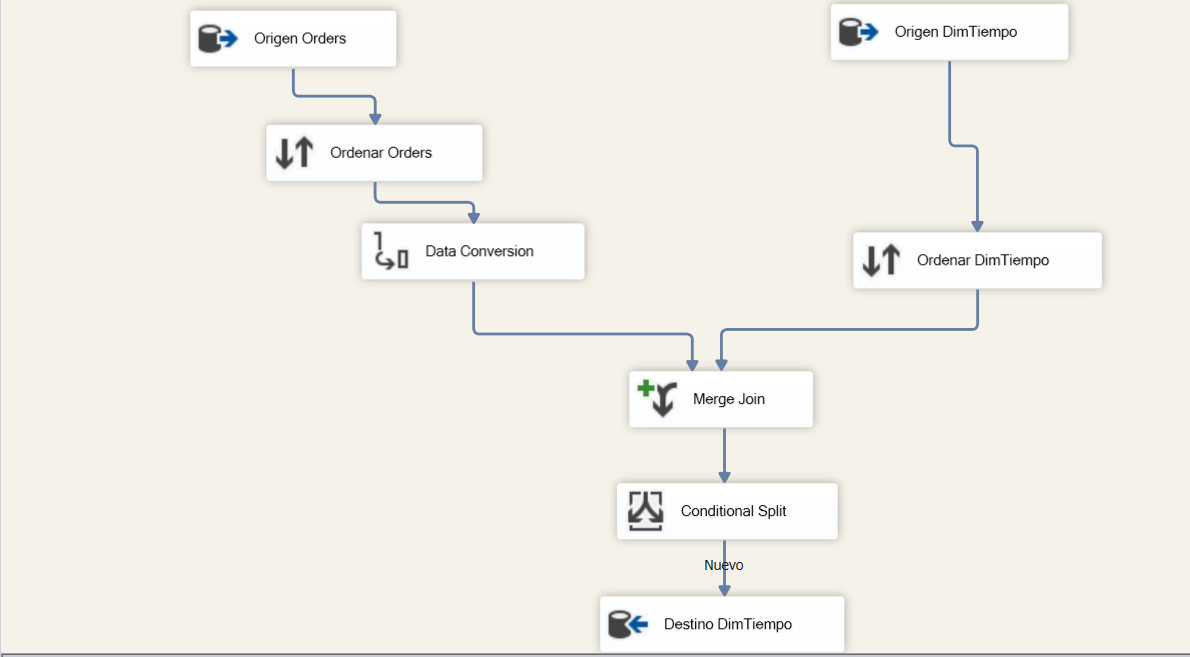 Origen Orders
Origen DimTiempo
Ordenar Orders
Data Conversion
Ordenar DimTiempo
Merge Join
Conditional Split
Nuevo
Destino DimTiempo